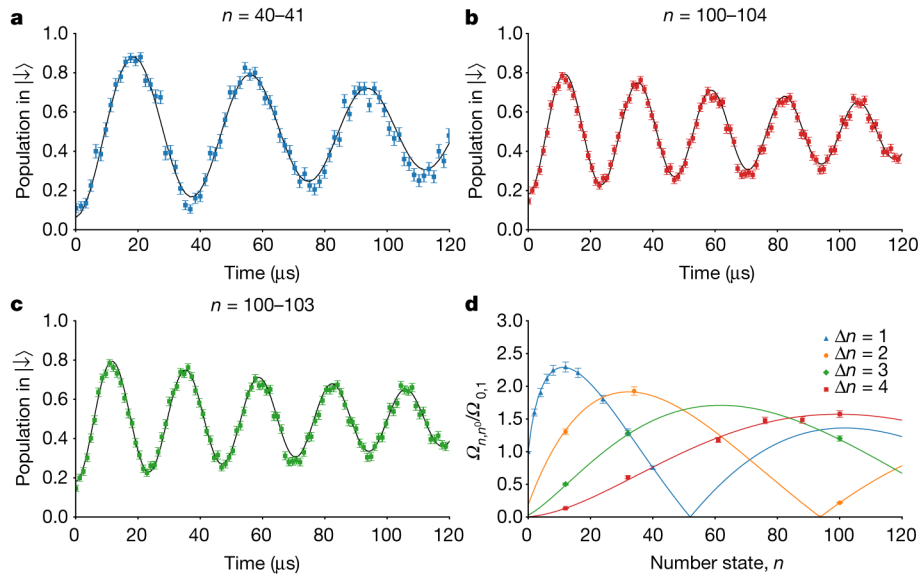 a
n = 40–41
Population in |↓⟩
1.0
0.8
0.6
0.4
0.2
0.0
0 20 40 60 80 100 120
Time (μs)
b
n = 100–104
Population in |↓⟩
1.0
0.8
0.6
0.4
0.2
0.0
0 20 40 60 80 100 120
Time (μs)
c
n = 100–103
Population in |↓⟩
1.0
0.8
0.6
0.4
0.2
0.0
0 20 40 60 80 100 120
Time (μs)
d
Ωn,n⁰/Ω0,1
3.0
2.5
2.0
1.5
1.0
0.5
0.0
Δn = 1
Δn = 2
Δn = 3
Δn = 4
0 20 40 60 80 100 120
Number state, n